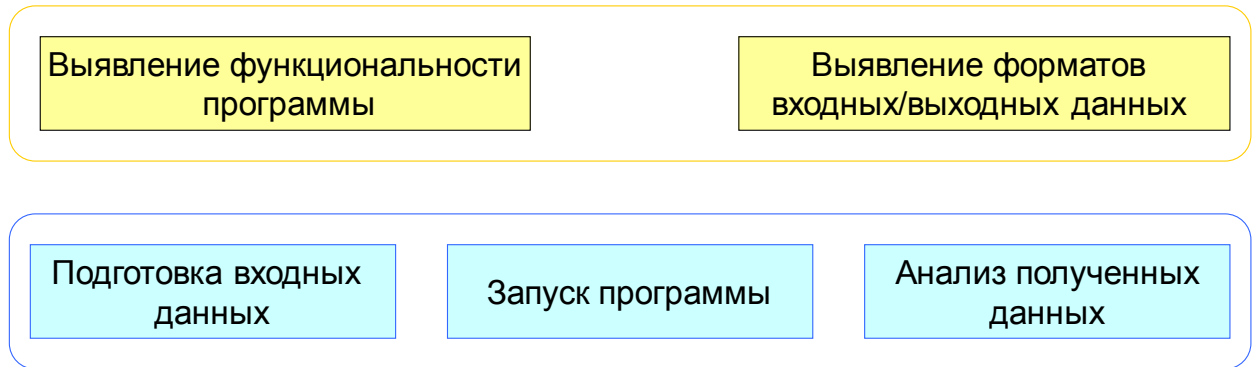 Выявление функциональности
программы
Выявление форматов
входных/выходных данных
Подготовка входных
данных
Запуск программы
Анализ полученных
данных